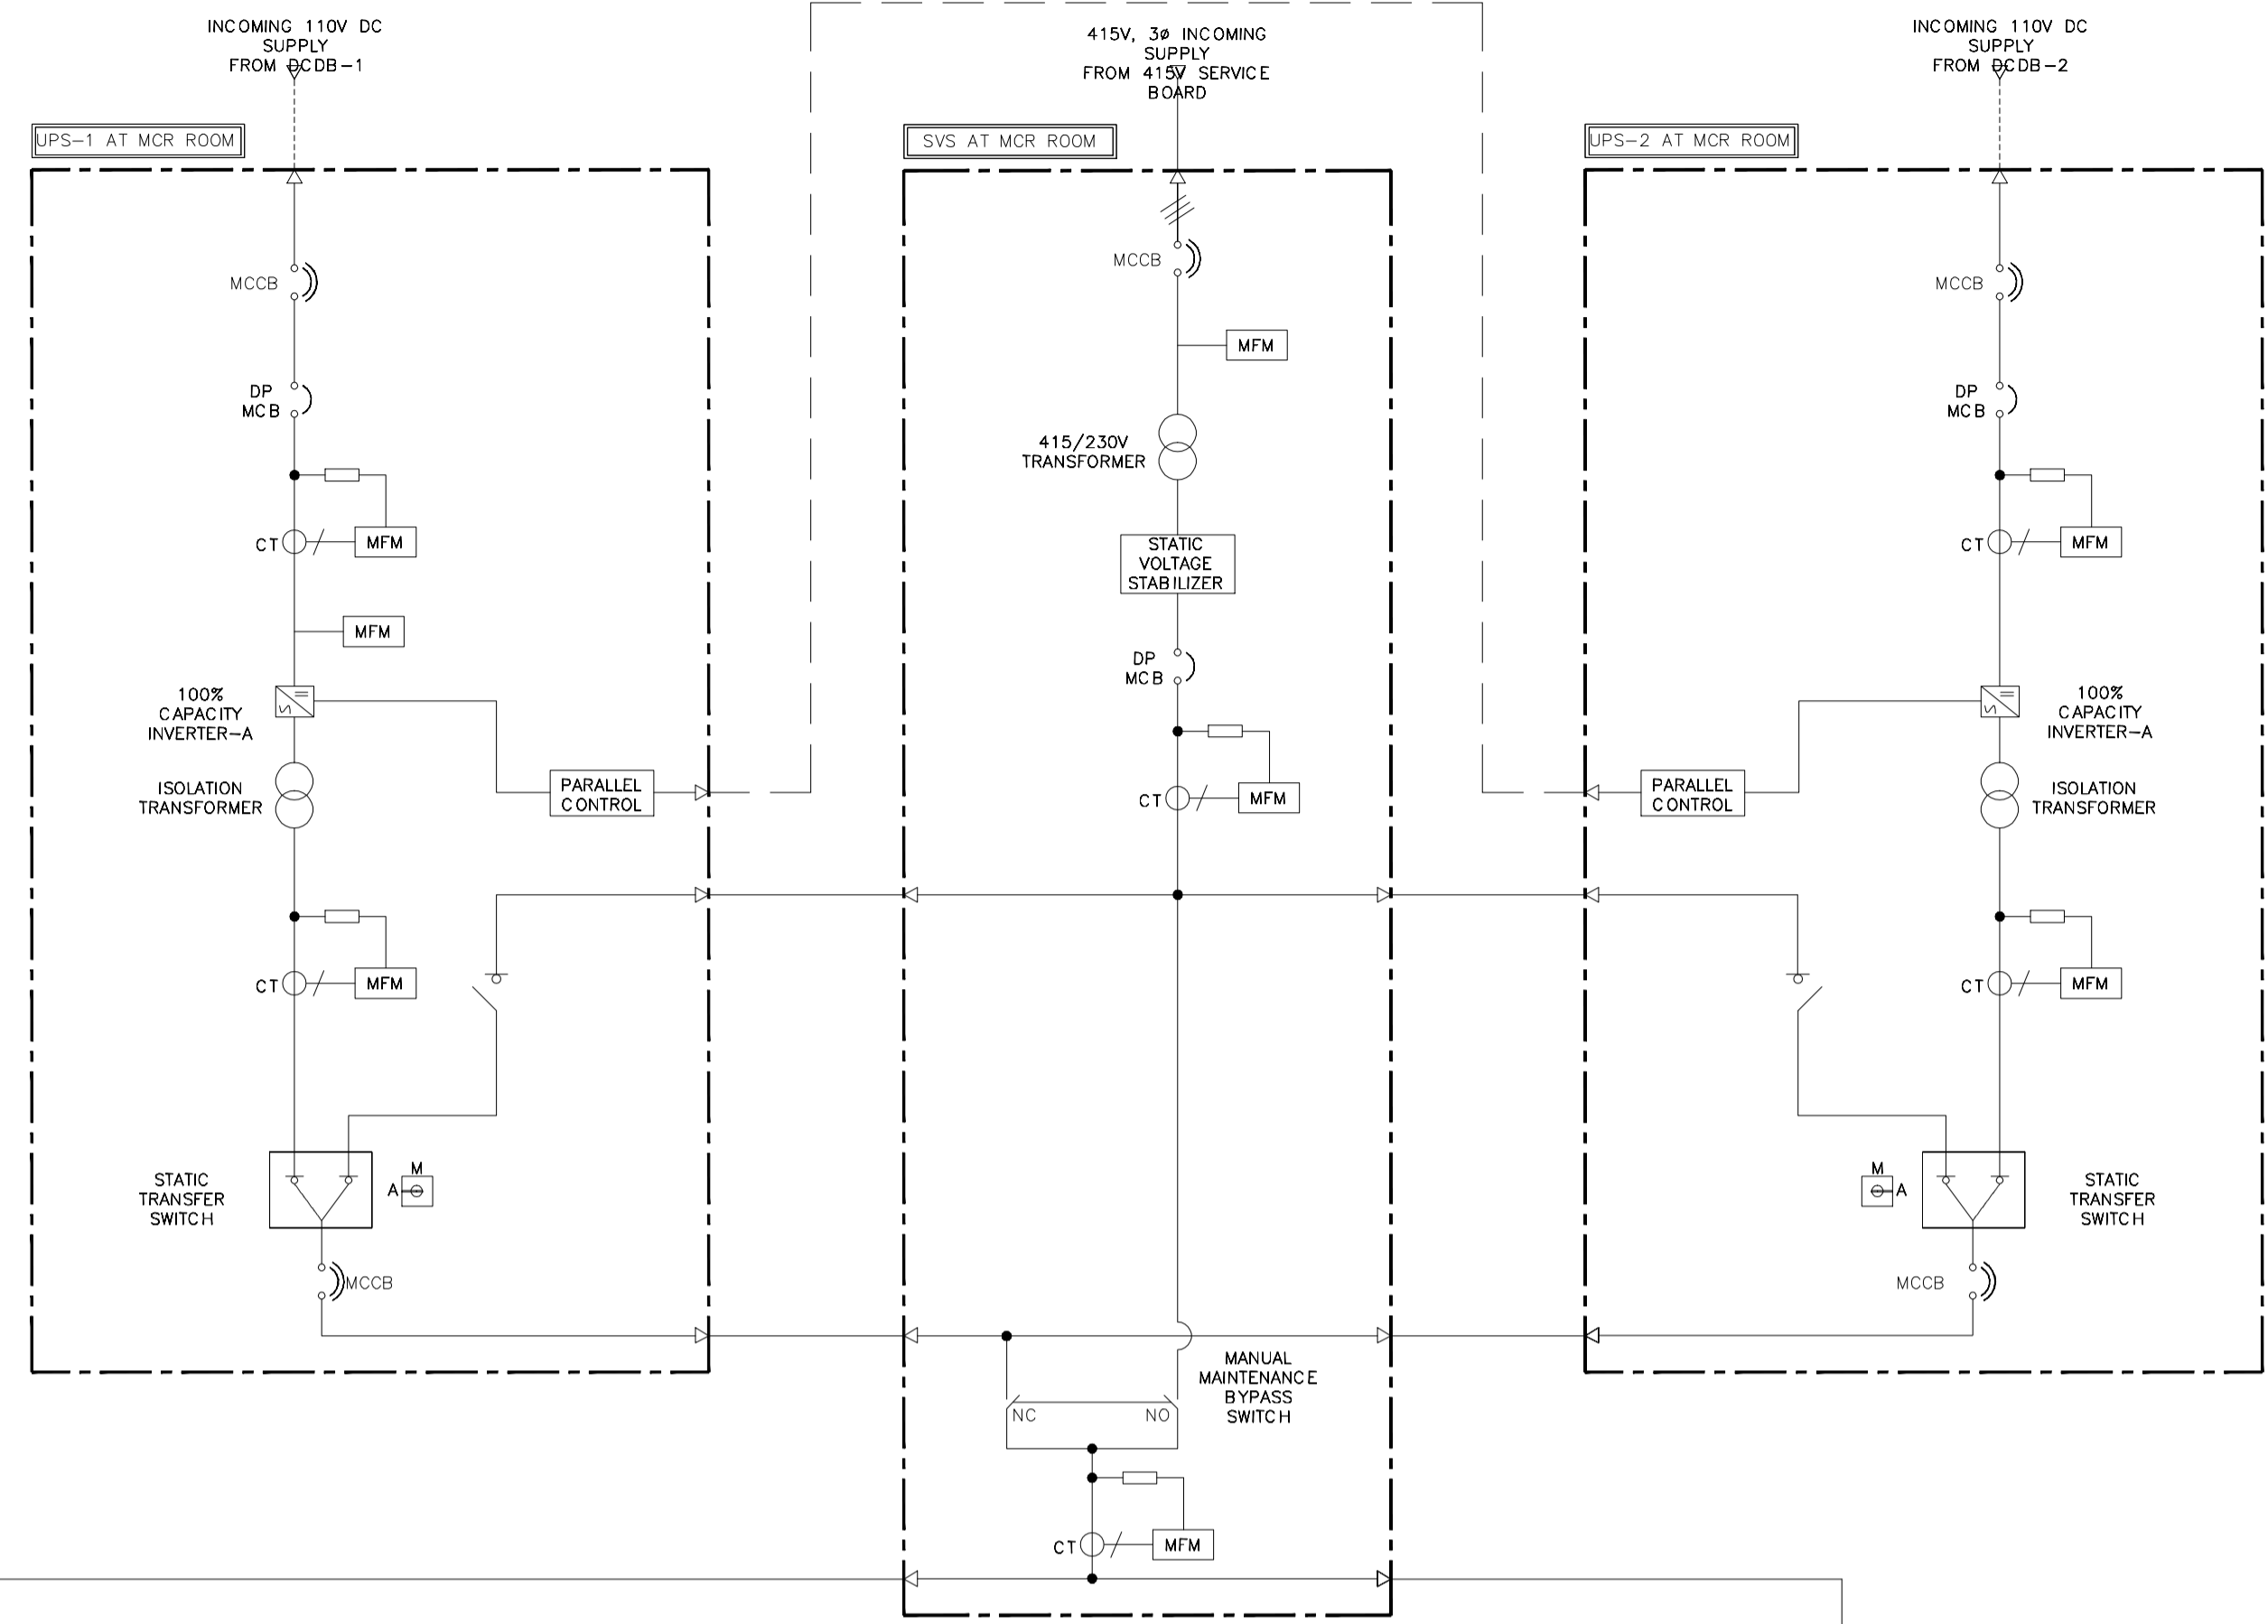 INCOMING 110V DC
SUPPLY
FROM DCDB-1
415V, 3ø INCOMING
SUPPLY
FROM 415V SERVICE
BOARD
INCOMING 110V DC
SUPPLY
FROM DCDB-2
UPS-1 AT MCR ROOM
SVS AT MCR ROOM
UPS-2 AT MCR ROOM
MCCB
DP
MCB
CT
MFM
MFM
100%
CAPACITY
INVERTER-A
PARALLEL
CONTROL
ISOLATION
TRANSFORMER
CT
MFM
STATIC
TRANSFER
SWITCH
M
A
MCCB
MCCB
MFM
415/230V
TRANSFORMER
STATIC
VOLTAGE
STABILIZER
DP
MCB
CT
MFM
MANUAL
MAINTENANCE
BYPASS
SWITCH
NC
NO
CT
MFM
MCCB
DP
MCB
CT
MFM
100%
CAPACITY
INVERTER-A
PARALLEL
CONTROL
ISOLATION
TRANSFORMER
CT
MFM
M
A
STATIC
TRANSFER
SWITCH
MCCB